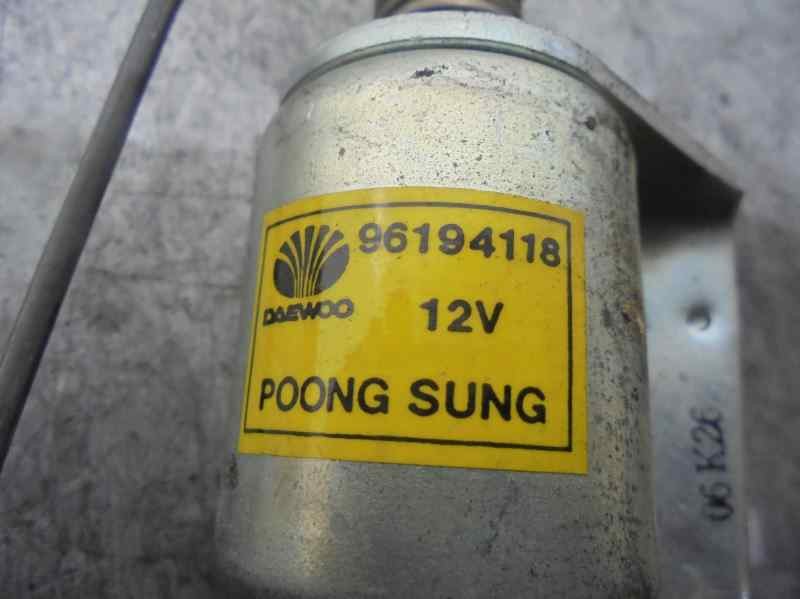 96194118
DAEWOO
12V
POONG SUNG
06 K26